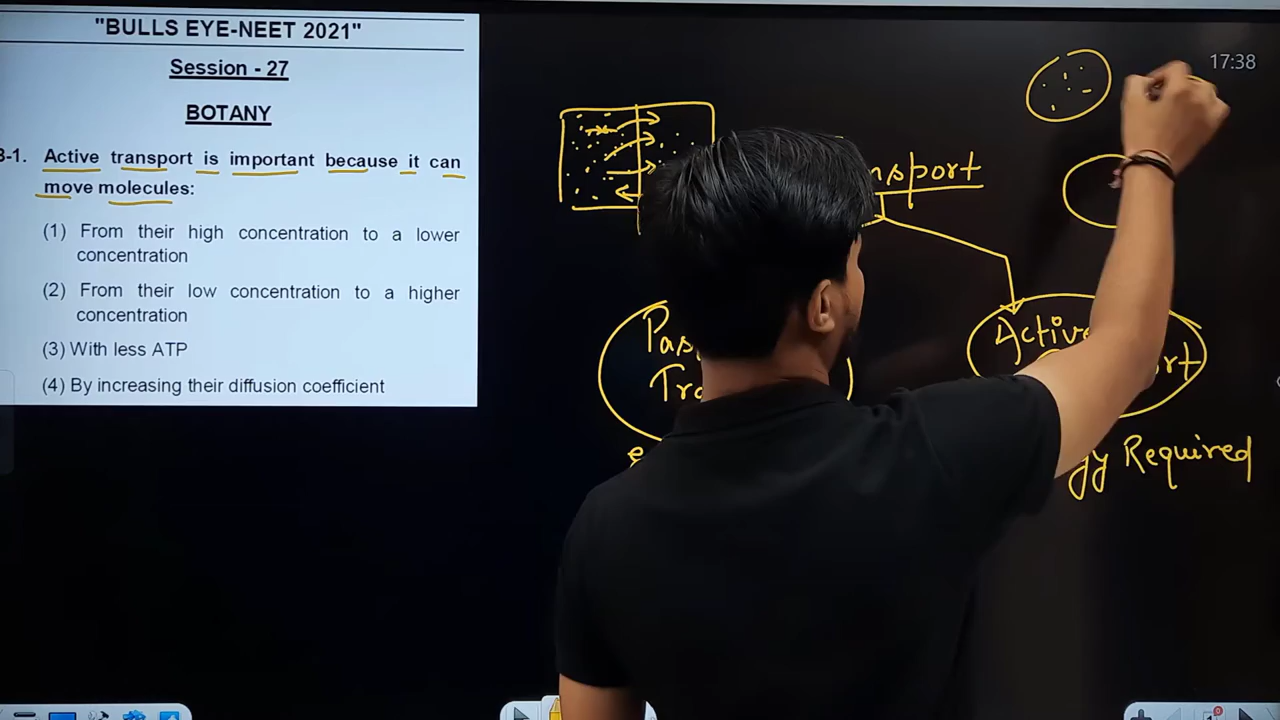 "BULLS EYE-NEET 2021"
Session - 27
BOTANY
3-1. Active transport is important because it can
move molecules:
(1) From their high concentration to a lower
concentration
(2) From their low concentration to a higher
concentration
(3) With less ATP
(4) By increasing their diffusion coefficient
17:38
Active
Required